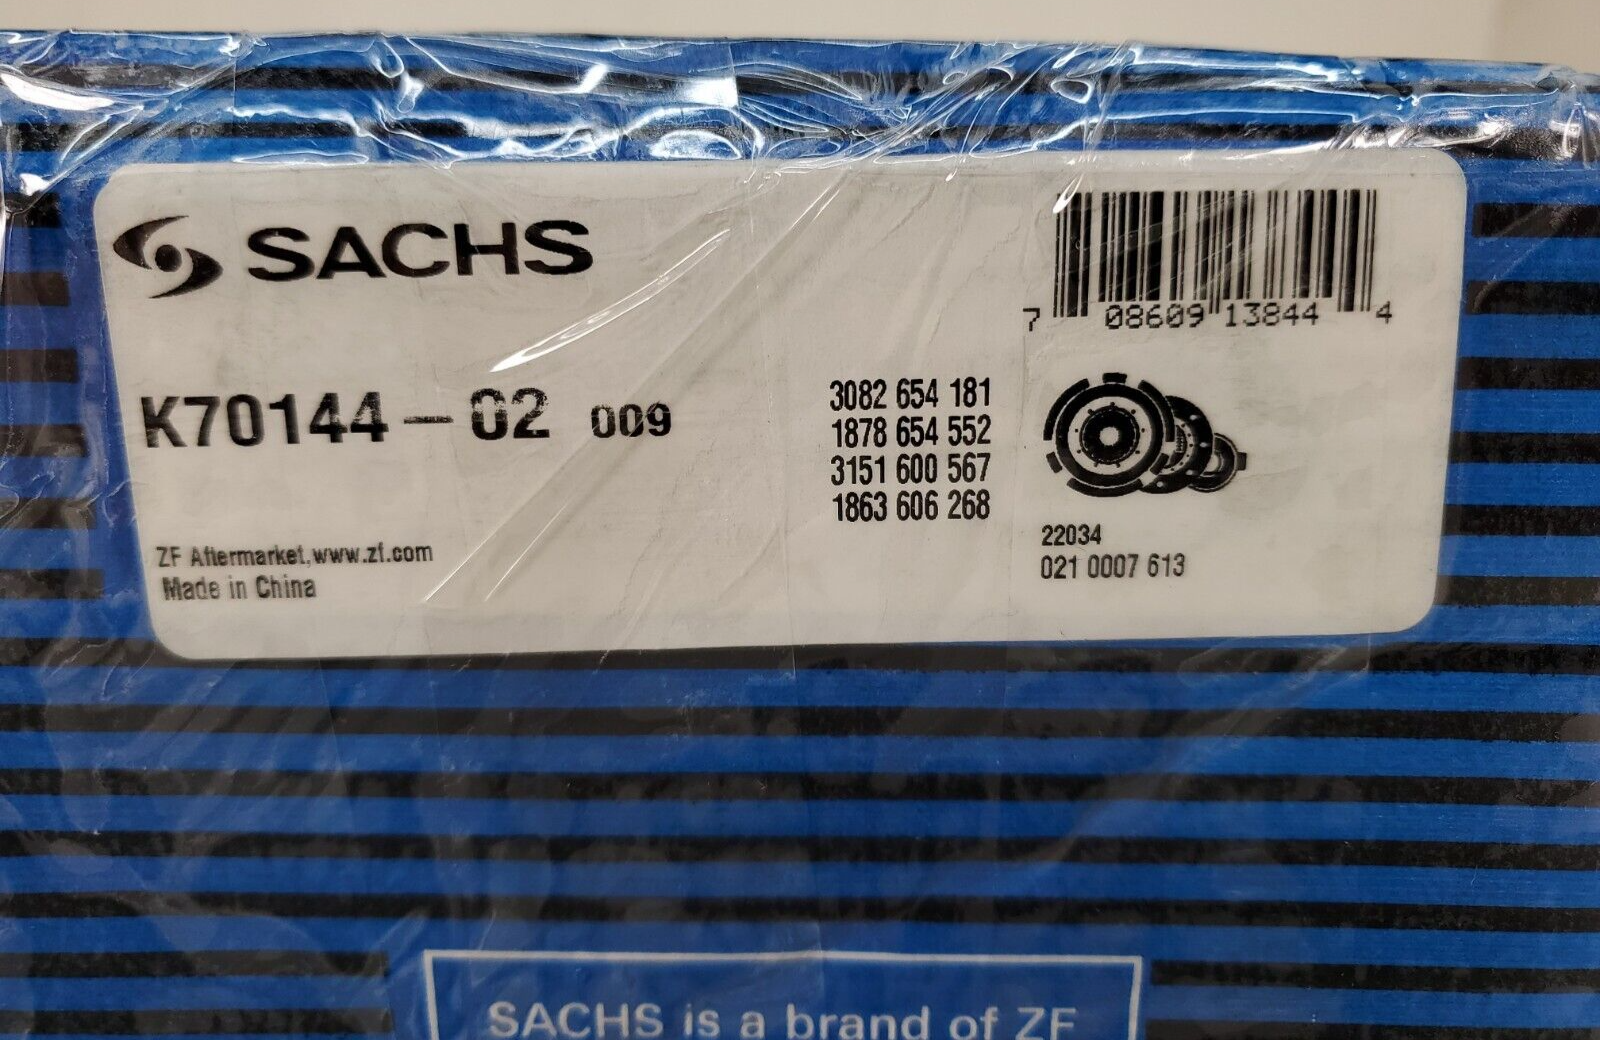 SACHS
7 08609 13844 4
K70144-02 009
3082 654 181
1878 654 552
3151 600 567
1863 606 268
22034
021 0007 613
ZF Aftermarket,www.zf.com
Made in China
SACHS is a brand of ZF